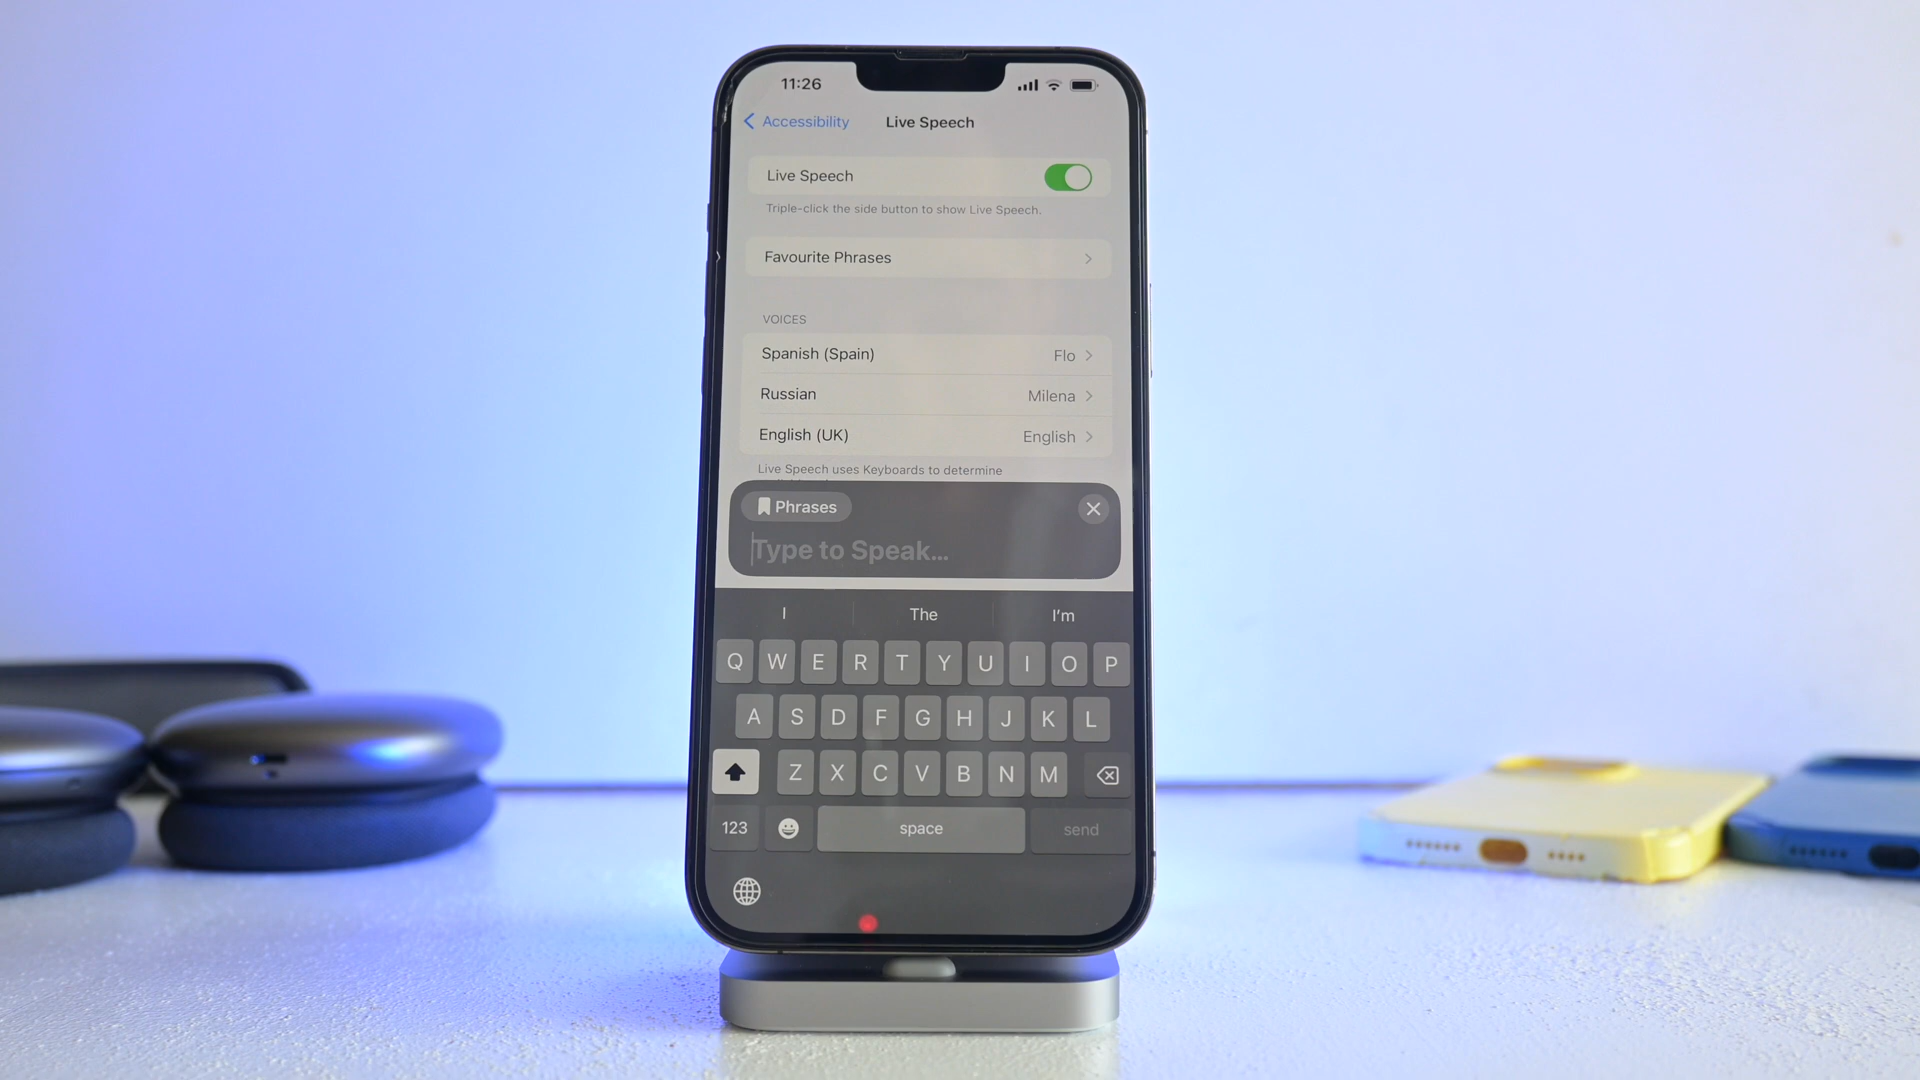 11:26
Accessibility
Live Speech
Live Speech
Triple-click the side button to show Live Speech.
Favourite Phrases
VOICES
Spanish (Spain) Flo
Russian Milena
English (UK) English
Live Speech uses Keyboards to determine
Phrases
Type to Speak...
I The I'm
Q W E R T Y U I O P
A S D F G H J K L
Z X C V B N M
123 space send